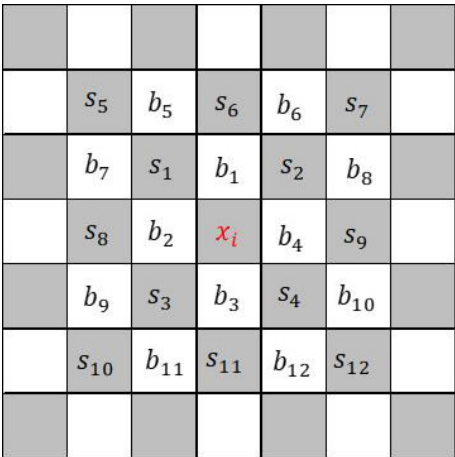 s₅ b₅ s₆ b₆ s₇
b₇ s₁ b₁ s₂ b₈
s₈ b₂ xᵢ b₄ s₉
b₉ s₃ b₃ s₄ b₁₀
s₁₀ b₁₁ s₁₁ b₁₂ s₁₂